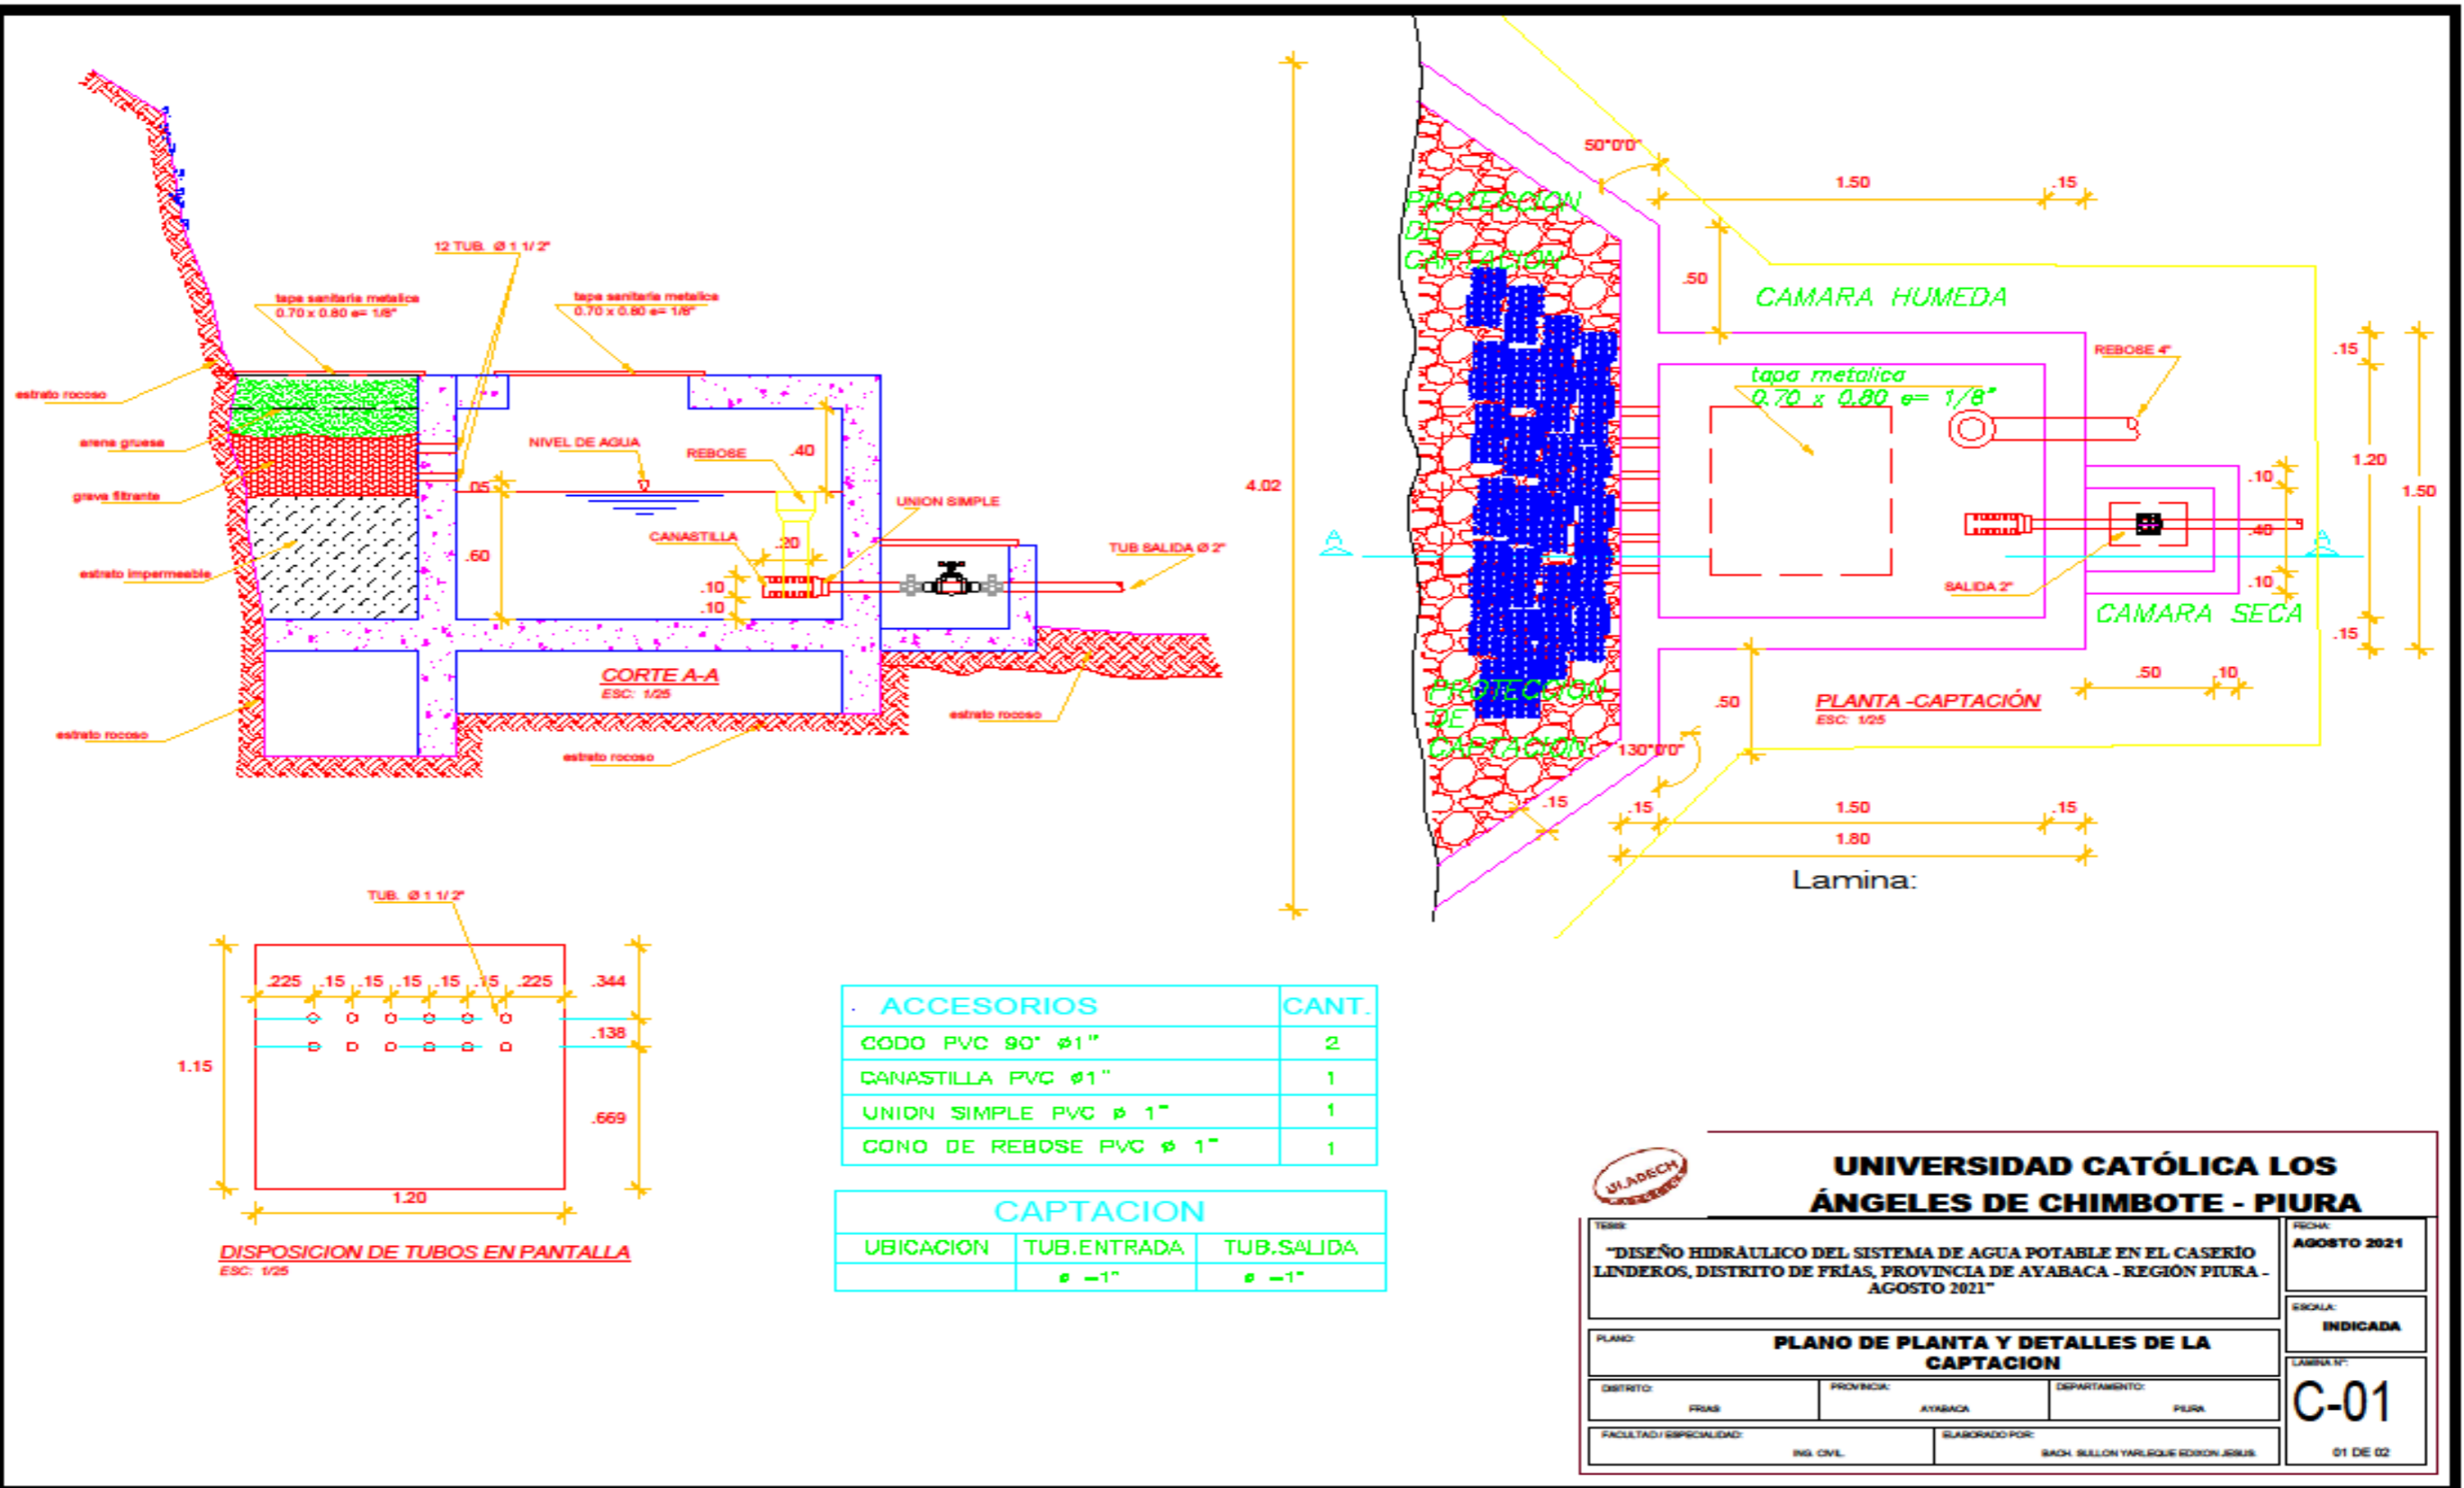 12 TUB. Ø 1 1/2"
tapa sanitaria metalica
0.70 x 0.80 e= 1/8"
tapa sanitaria metalica
0.70 x 0.80 e= 1/8"
estrato rocoso
arena gruesa
grava filtrante
estrato impermeable
estrato rocoso
NIVEL DE AGUA
REBOSE
.40
.05
.60
CANASTILLA
.20
.10
.10
UNION SIMPLE
TUB SALIDA Ø 2"
CORTE A-A
ESC: 1/25
estrato rocoso
estrato rocoso
4.02
PROTECCION
DE
CAPTACION
50°0'0"
1.50
.15
.50
CAMARA HUMEDA
tapa metalica
0.70 x 0.80 e= 1/8"
REBOSE 4"
.15
1.20
1.50
.10
.40
.10
.15
A
A
SALIDA 2"
CAMARA SECA
.50
.10
PROTECCION
DE
CAPTACION
130°0'0"
.50
PLANTA -CAPTACIÓN
ESC: 1/25
.15
.15
1.50
.15
1.80
Lamina:
TUB. Ø 1 1/2"
.225 .15 .15 .15 .15 .15 .225
.344
.138
.669
1.15
1.20
DISPOSICION DE TUBOS EN PANTALLA
ESC: 1/25
. ACCESORIOS CANT.
CODO PVC 90° ø1" 2
CANASTILLA PVC ø1" 1
UNION SIMPLE PVC ø 1" 1
CONO DE REBOSE PVC ø 1" 1
CAPTACION
UBICACION TUB.ENTRADA TUB.SALIDA
ø -1" ø -1"
ULADECH
UNIVERSIDAD CATÓLICA LOS
ÁNGELES DE CHIMBOTE - PIURA
TESIS:
"DISEÑO HIDRÁULICO DEL SISTEMA DE AGUA POTABLE EN EL CASERÍO
LINDEROS, DISTRITO DE FRÍAS, PROVINCIA DE AYABACA - REGIÓN PIURA -
AGOSTO 2021"
FECHA:
AGOSTO 2021
ESCALA:
INDICADA
PLANO:
PLANO DE PLANTA Y DETALLES DE LA
CAPTACION
LAMINA N°:
C-01
01 DE 02
DISTRITO:
FRIAS
PROVINCIA:
AYABACA
DEPARTAMENTO:
PIURA
FACULTAD / ESPECIALIDAD:
ING. CIVIL
ELABORADO POR:
BACH. SULLON YARLEQUE EDIXON JESUS.